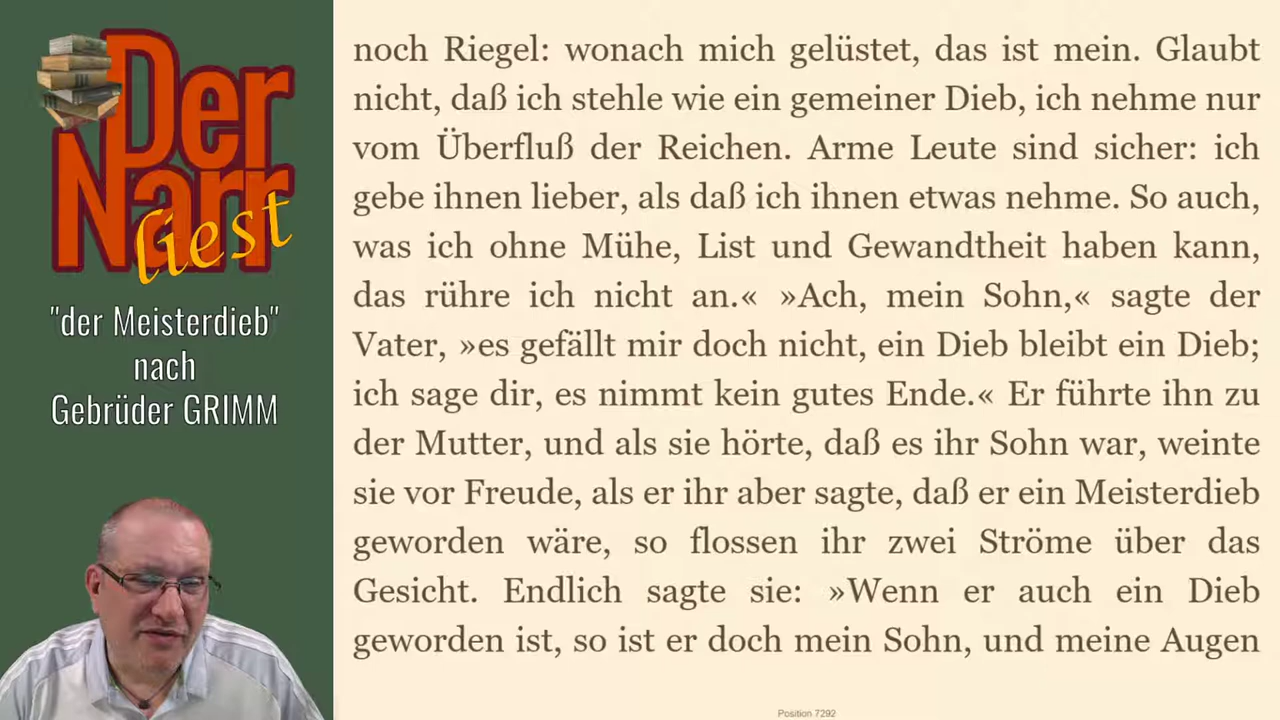 Der
Narr
liest
"der Meisterdieb"
nach
Gebrüder GRIMM
noch Riegel: wonach mich gelüstet, das ist mein. Glaubt
nicht, daß ich stehle wie ein gemeiner Dieb, ich nehme nur
vom Überfluß der Reichen. Arme Leute sind sicher: ich
gebe ihnen lieber, als daß ich ihnen etwas nehme. So auch,
was ich ohne Mühe, List und Gewandtheit haben kann,
das rühre ich nicht an.« »Ach, mein Sohn,« sagte der
Vater, »es gefällt mir doch nicht, ein Dieb bleibt ein Dieb;
ich sage dir, es nimmt kein gutes Ende.« Er führte ihn zu
der Mutter, und als sie hörte, daß es ihr Sohn war, weinte
sie vor Freude, als er ihr aber sagte, daß er ein Meisterdieb
geworden wäre, so flossen ihr zwei Ströme über das
Gesicht. Endlich sagte sie: »Wenn er auch ein Dieb
geworden ist, so ist er doch mein Sohn, und meine Augen
Position 7292